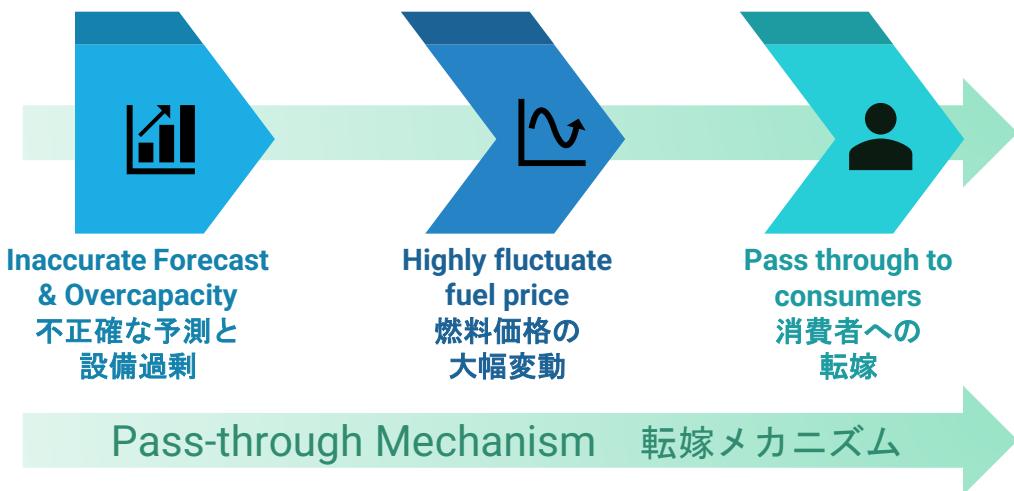 Inaccurate Forecast
& Overcapacity
不正確な予測と
設備過剰
Highly fluctuate
fuel price
燃料価格の
大幅変動
Pass through to
consumers
消費者への
転嫁
Pass-through Mechanism 転嫁メカニズム